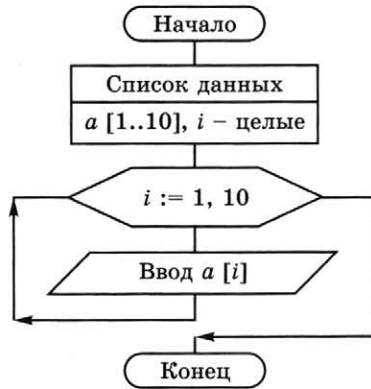 Начало
Список данных
a [1..10], i – целые
i := 1, 10
Ввод a [i]
Конец